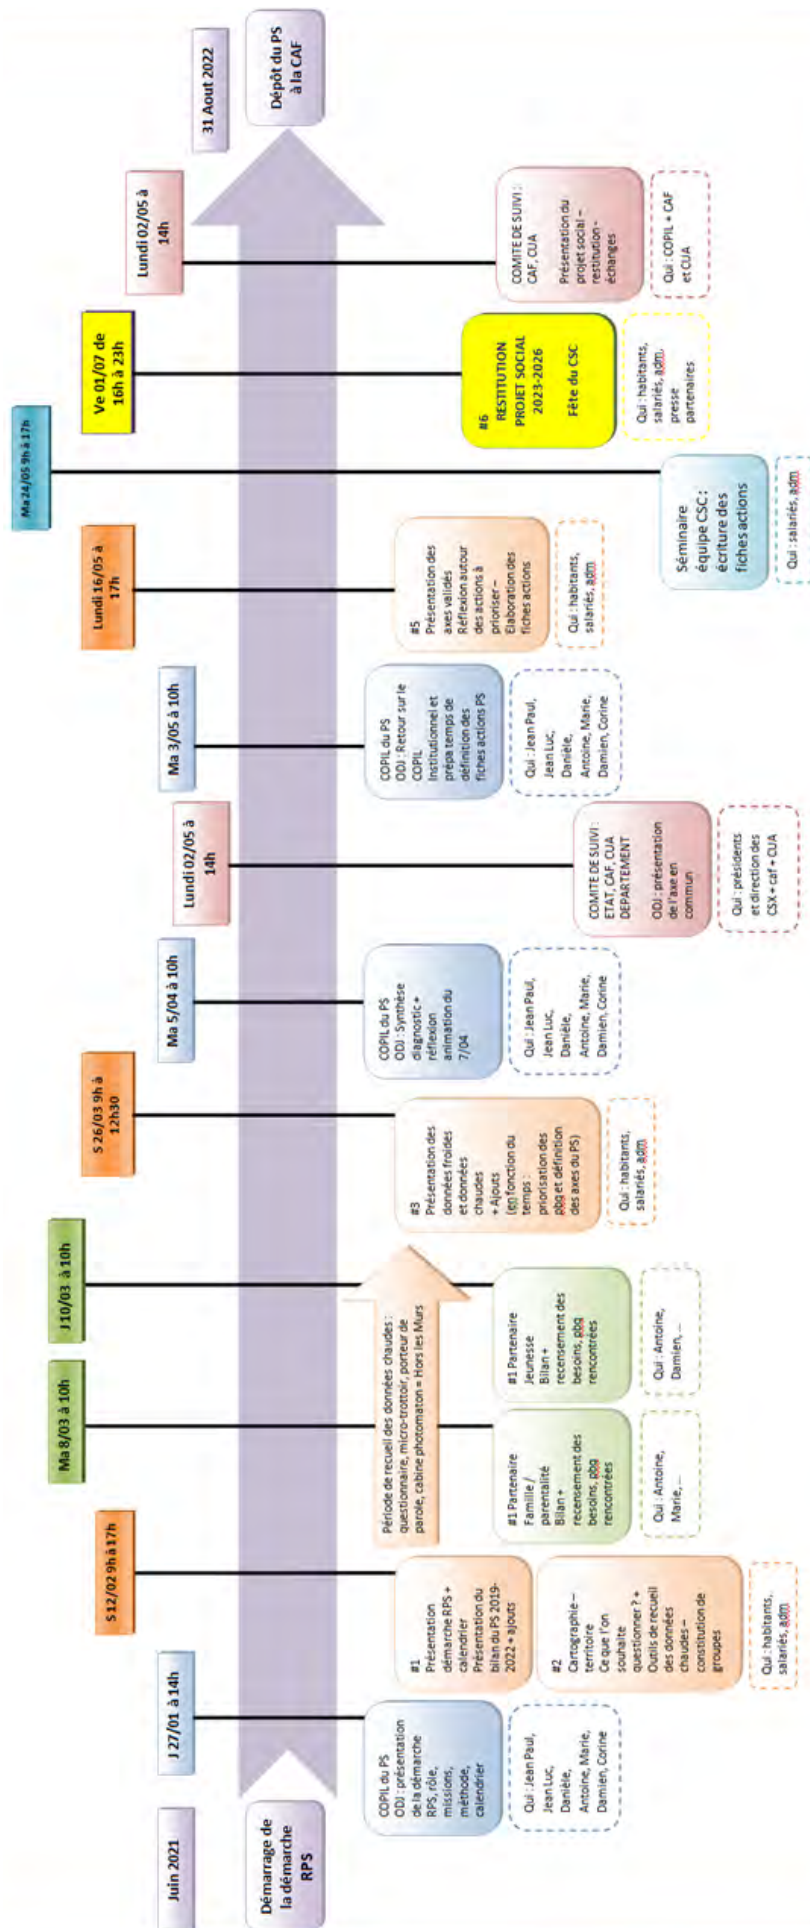 Juin 2021
Démarrage de
la démarche
RPS
J 27/01 à 14h
COPIL du PS
ODJ : présentation
de la démarche
RPS, rôle,
missions,
méthode,
calendrier
Qui : Jean Paul,
Jean Luc,
Danièle,
Antoine, Marie,
Damien, Corine
S 12/02 9h à 17h
#1
Présentation
démarche RPS +
calendrier
Présentation du
bilan du PS 2019-
2022 + ajouts
#2
Cartographie –
territoire
Ce que l'on
souhaite
questionner ? +
Outils de recueil
des données
chaudes –
constitution de
groupes
Qui : habitants,
salariés, adm
Période de recueil des données chaudes :
questionnaire, micro-trottoir, porteur de
parole, cabine photomaton = Hors les Murs
Ma 8/03 à 10h
#1 Partenaire
Famille /
parentalité
Bilan +
recensement des
besoins, pbq
rencontrées
Qui : Antoine,
Marie, ...
J 10/03 à 10h
#1 Partenaire
Jeunesse
Bilan +
recensement des
besoins, pbq
rencontrées
Qui : Antoine,
Damien, ...
S 26/03 9h à
12h30
#3
Présentation des
données froides
et données
chaudes
+ Ajouts
(en fonction du
temps :
priorisation des
pbq et définition
des axes du PS)
Qui : habitants,
salariés, adm
Ma 5/04 à 10h
COPIL du PS
ODJ : Synthèse
diagnostic +
réflexion
animation du
7/04
Qui : Jean Paul,
Jean Luc,
Danièle,
Antoine, Marie,
Damien, Corine
Lundi 02/05 à
14h
COMITE DE SUIVI :
ETAT, CAF, CUA
DEPARTEMENT
ODJ : présentation
de l'axe en
commun
Qui : présidents
et direction des
CSX + caf + CUA
Ma 3/05 à 10h
COPIL du PS
ODJ : Retour sur le
COPIL
Institutionnel et
prépa temps de
définition des
fiches actions PS
Qui : Jean Paul,
Jean Luc,
Danièle,
Antoine, Marie,
Damien, Corine
Lundi 16/05 à
17h
#5
Présentation des
axes validés
Réflexion autour
des actions à
prioriser –
Elaboration des
fiches actions
Qui : habitants,
salariés, adm
Ma 24/05 9h à 17h
Séminaire
équipe CSC :
écriture des
fiches actions
Qui : salariés, adm
Ve 01/07 de
16h à 23h
#6
RESTITUTION
PROJET SOCIAL
2023-2026
Fête du CSC
Qui : habitants,
salariés, adm,
presse
partenaires
Lundi 02/05 à
14h
COMITE DE SUIVI :
CAF, CUA
Présentation du
projet social –
restitution -
échanges
Qui : COPIL + CAF
et CUA
31 Aout 2022
Dépôt du PS
à la CAF